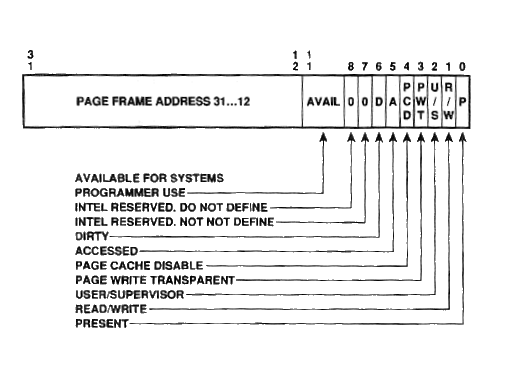 3 1 1 8 7 6 5 4 3 2 1 0
1 2 1
PAGE FRAME ADDRESS 31...12 AVAIL 0 0 D A PCD PWT U/S R/W P
AVAILABLE FOR SYSTEMS
PROGRAMMER USE
INTEL RESERVED. DO NOT DEFINE
INTEL RESERVED. NOT NOT DEFINE
DIRTY
ACCESSED
PAGE CACHE DISABLE
PAGE WRITE TRANSPARENT
USER/SUPERVISOR
READ/WRITE
PRESENT